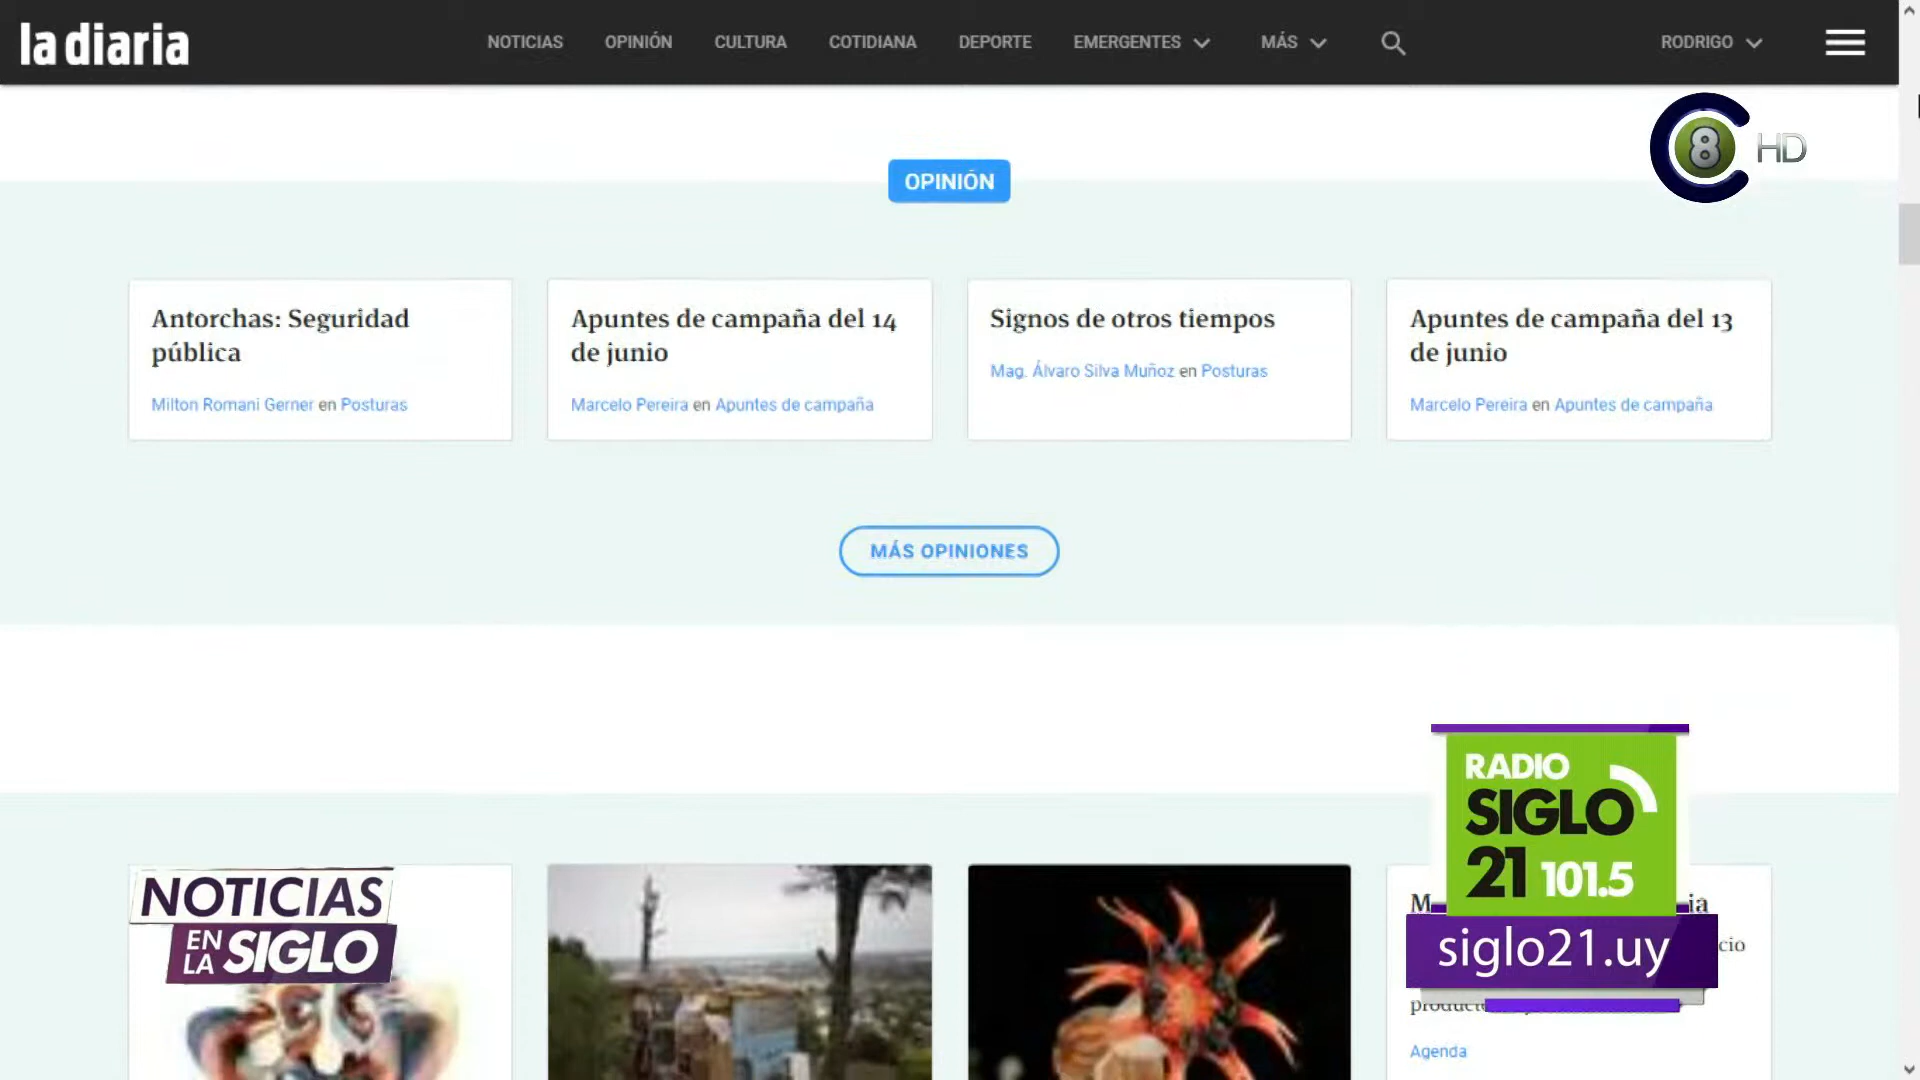 la diaria
NOTICIAS
OPINIÓN
CULTURA
COTIDIANA
DEPORTE
EMERGENTES
MÁS
RODRIGO
8 HD
OPINIÓN
Antorchas: Seguridad
pública
Milton Romani Gerner en Posturas
Apuntes de campaña del 14
de junio
Marcelo Pereira en Apuntes de campaña
Signos de otros tiempos
Mag. Álvaro Silva Muñoz en Posturas
Apuntes de campaña del 13
de junio
Marcelo Pereira en Apuntes de campaña
MÁS OPINIONES
NOTICIAS
EN LA SIGLO
RADIO
SIGLO
21 101.5
siglo21.uy
Agenda